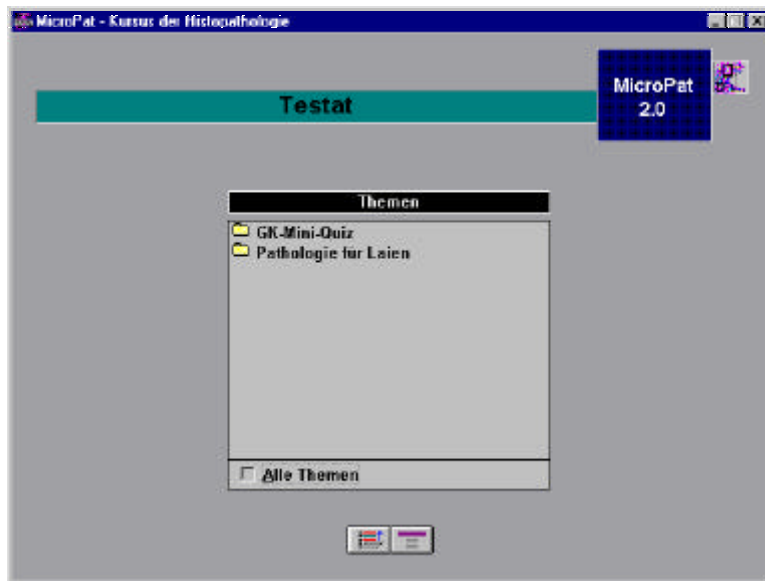 MicroPat - Kursus der Histopathologie
MicroPat
2.0
Testat
Themen
GK-Mini-Quiz
Pathologie für Laien
Alle Themen